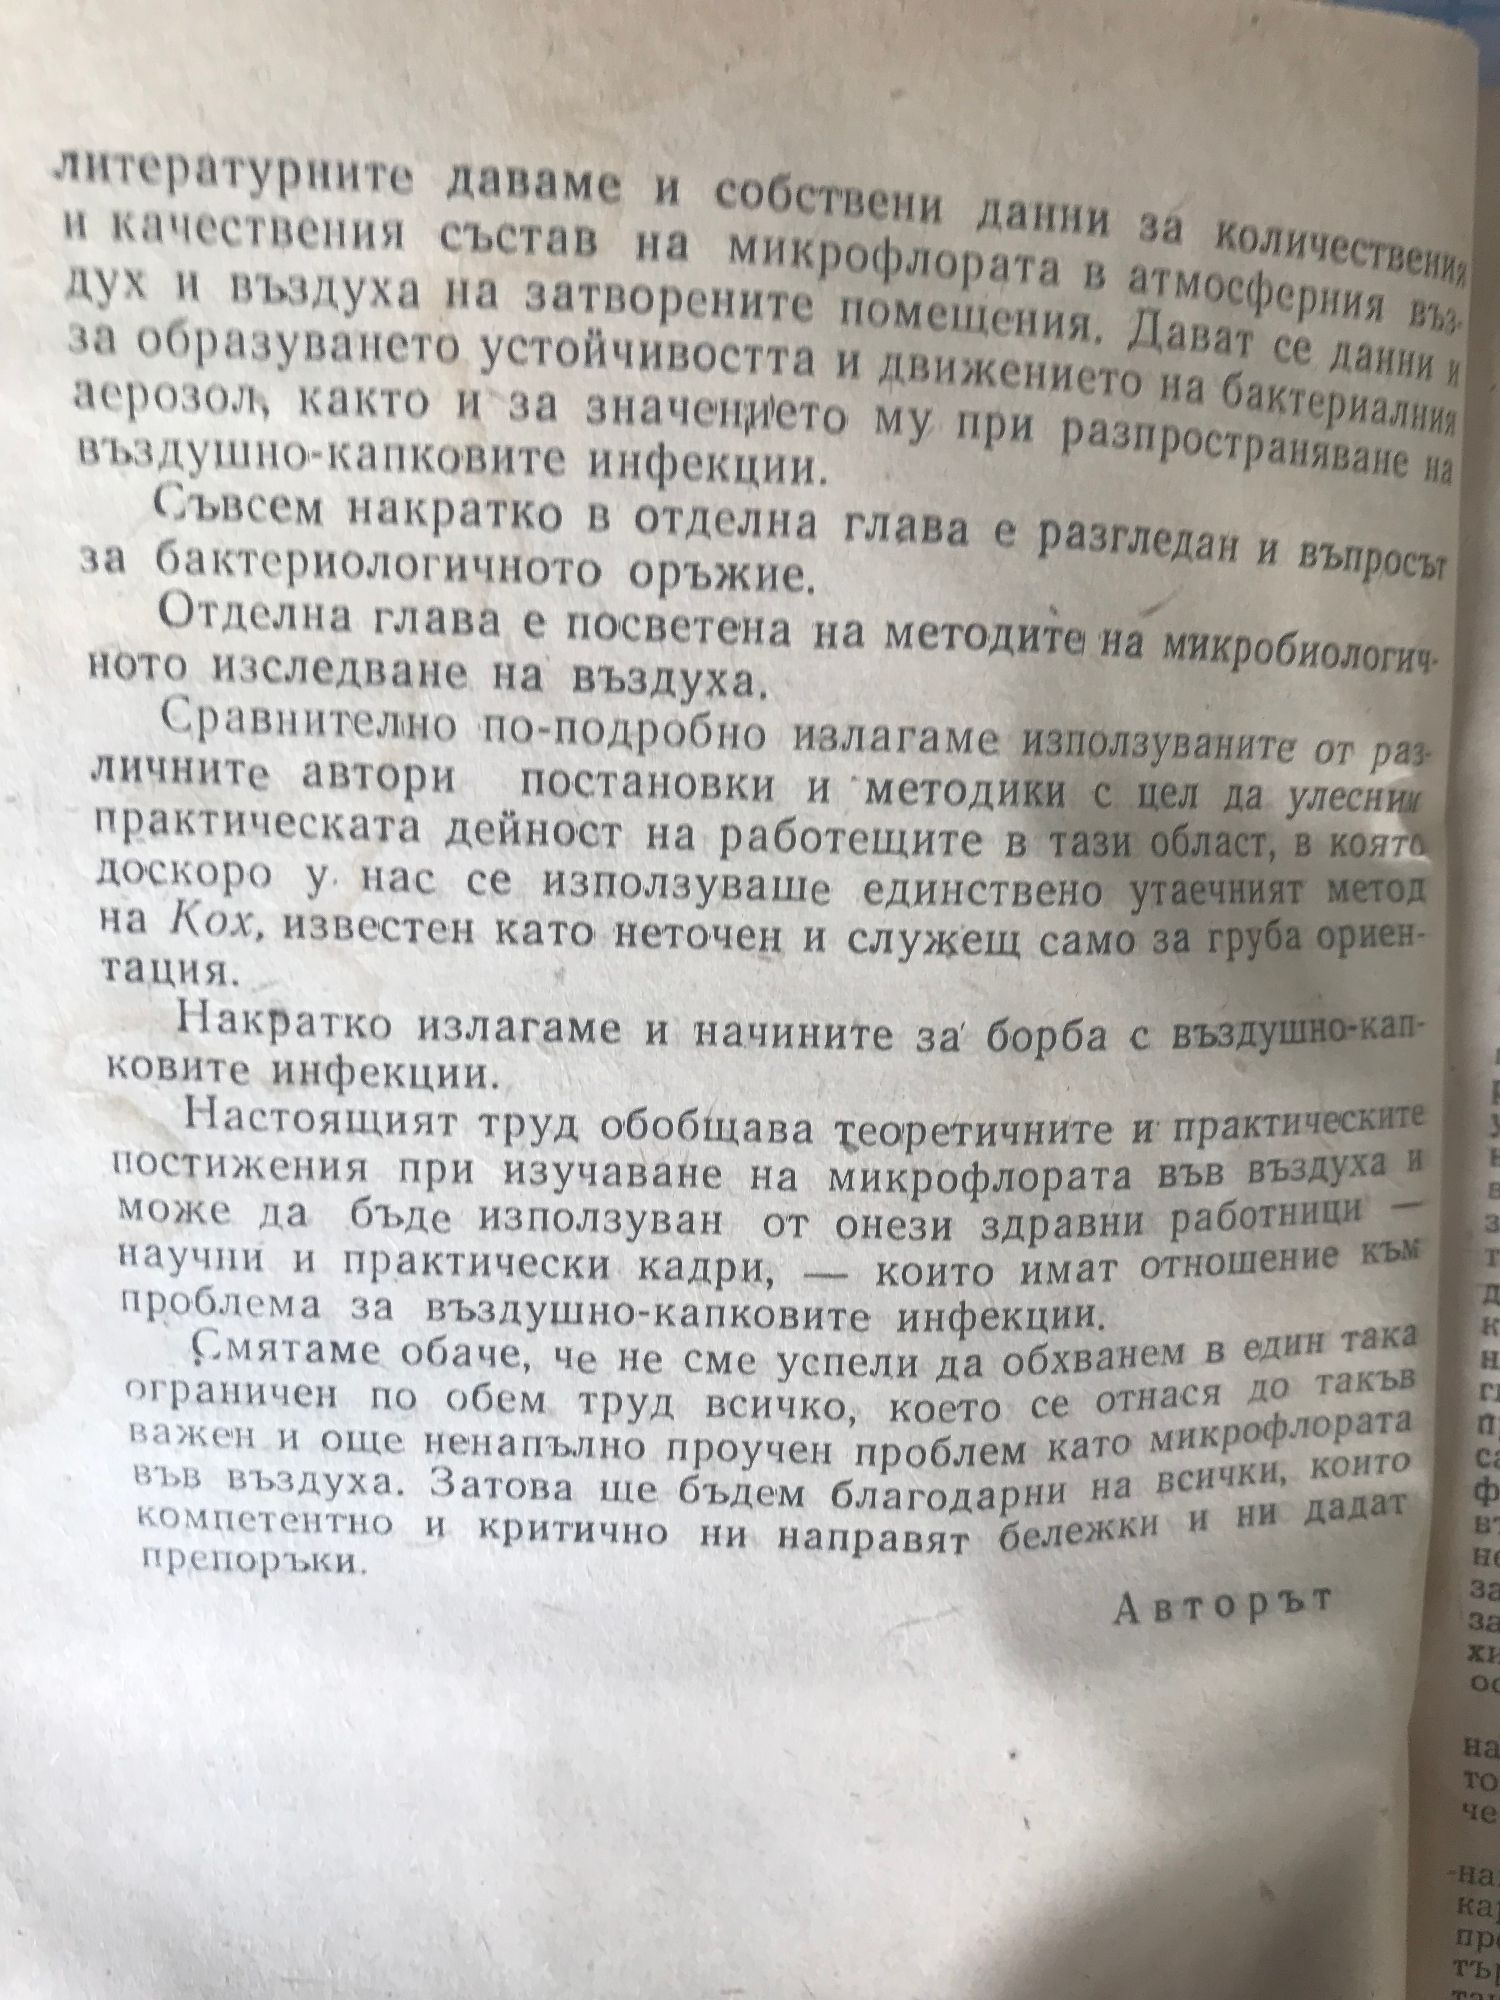 литературните даваме и собствени данни за количествения
и качествения състав на микрофлората в атмосферния въз-
дух и въздуха на затворените помещения. Дават се данни и
за образуването устойчивостта и движението на бактериалния
аерозол, както и за значението му при разпространяване на
въздушно-капковите инфекции.
Съвсем накратко в отделна глава е разгледан и въпросът
за бактериологичното оръжие.
Отделна глава е посветена на методите на микробиологич-
ното изследване на въздуха.
Сравнително по-подробно излагаме използуваните от раз-
личните автори постановки и методики с цел да улесним
практическата дейност на работещите в тази област, в която
доскоро у нас се използуваше единствено утаечният метод
на Кох, известен като неточен и служещ само за груба ориен-
тация.
Накратко излагаме и начините за борба с въздушно-кап-
ковите инфекции.
Настоящият труд обобщава теоретичните и практическите
постижения при изучаване на микрофлората във въздуха и
може да бъде използуван от онези здравни работници —
научни и практически кадри, — които имат отношение към
проблема за въздушно-капковите инфекции.
Смятаме обаче, че не сме успели да обхванем в един така
ограничен по обем труд всичко, което се отнася до такъв
важен и още ненапълно проучен проблем като микрофлората
във въздуха. Затова ще бъдем благодарни на всички, които
компетентно и критично ни направят бележки и ни дадат
препоръки.
Авторът